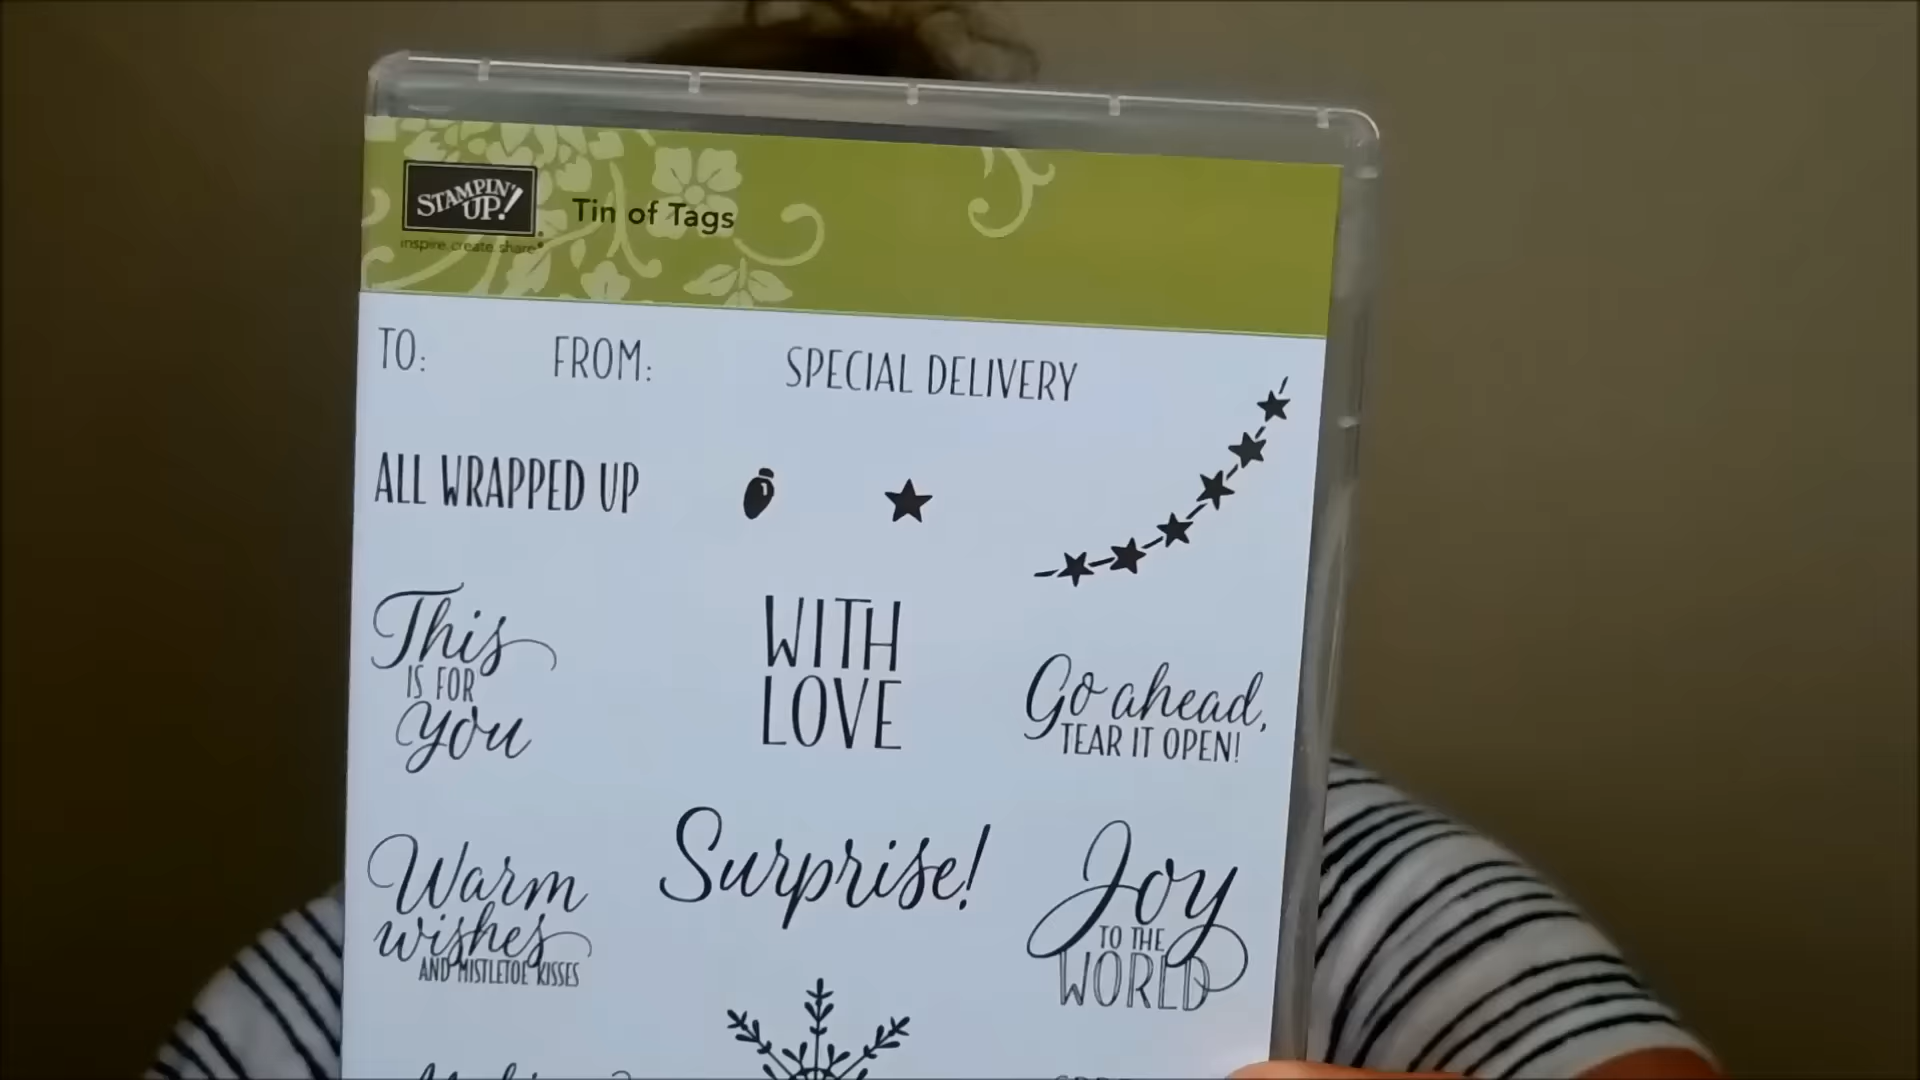 STAMPIN' UP!
inspire.create.share
Tin of Tags
TO: FROM: SPECIAL DELIVERY
ALL WRAPPED UP
This
IS FOR
you
WITH
LOVE
Go ahead,
TEAR IT OPEN!
Warm
wishes
AND MISTLETOE KISSES
Surprise!
Joy
TO THE
WORLD